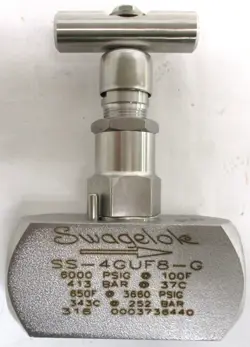 Swagelok
SS-4GUF8-G
6000 PSIG @ 100F
413 BAR @ 37C
650F @ 3660 PSIG
343C @ 252 BAR
316 0003736440